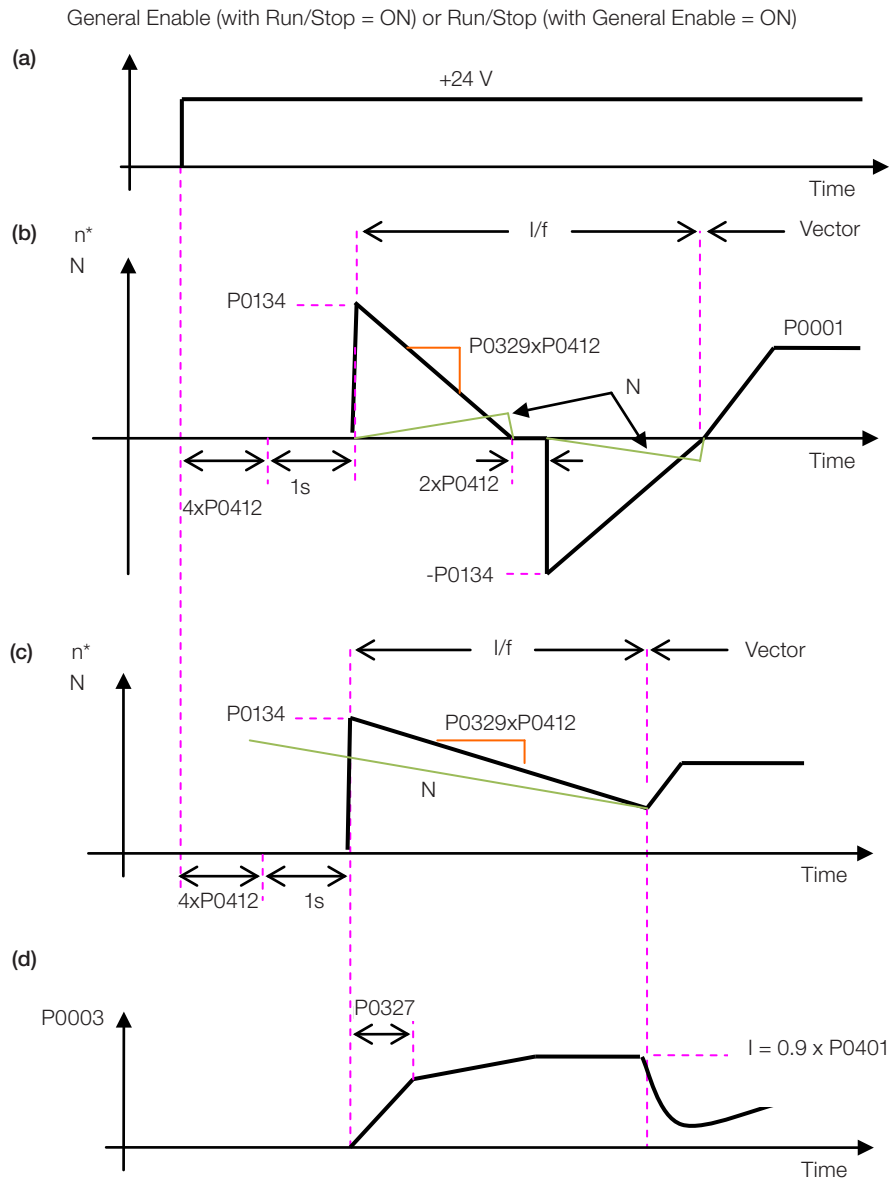 General Enable (with Run/Stop = ON) or Run/Stop (with General Enable = ON)
(a)
+24 V
Time
(b)
n*
N
I/f
Vector
P0134
P0329xP0412
N
P0001
Time
4xP0412
1s
2xP0412
-P0134
(c)
n*
N
I/f
Vector
P0134
P0329xP0412
N
Time
4xP0412
1s
(d)
P0003
P0327
I = 0.9 x P0401
Time